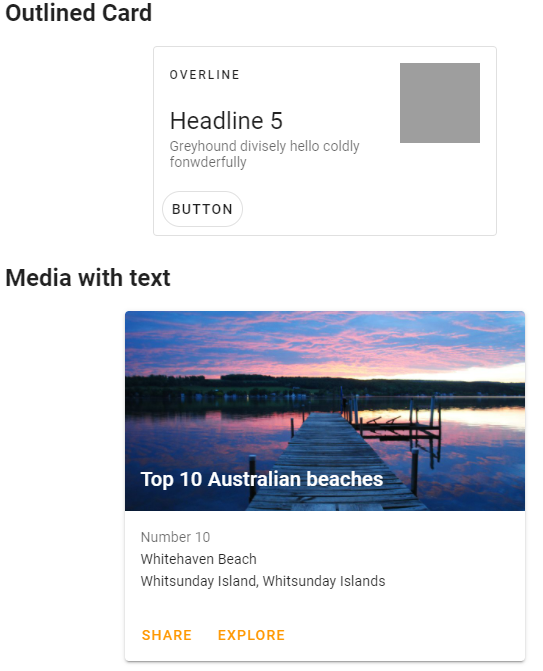 Outlined Card
OVERLINE
Headline 5
Greyhound divisely hello coldly
fonwderfully
BUTTON
Media with text
Top 10 Australian beaches
Number 10
Whitehaven Beach
Whitsunday Island, Whitsunday Islands
SHARE EXPLORE